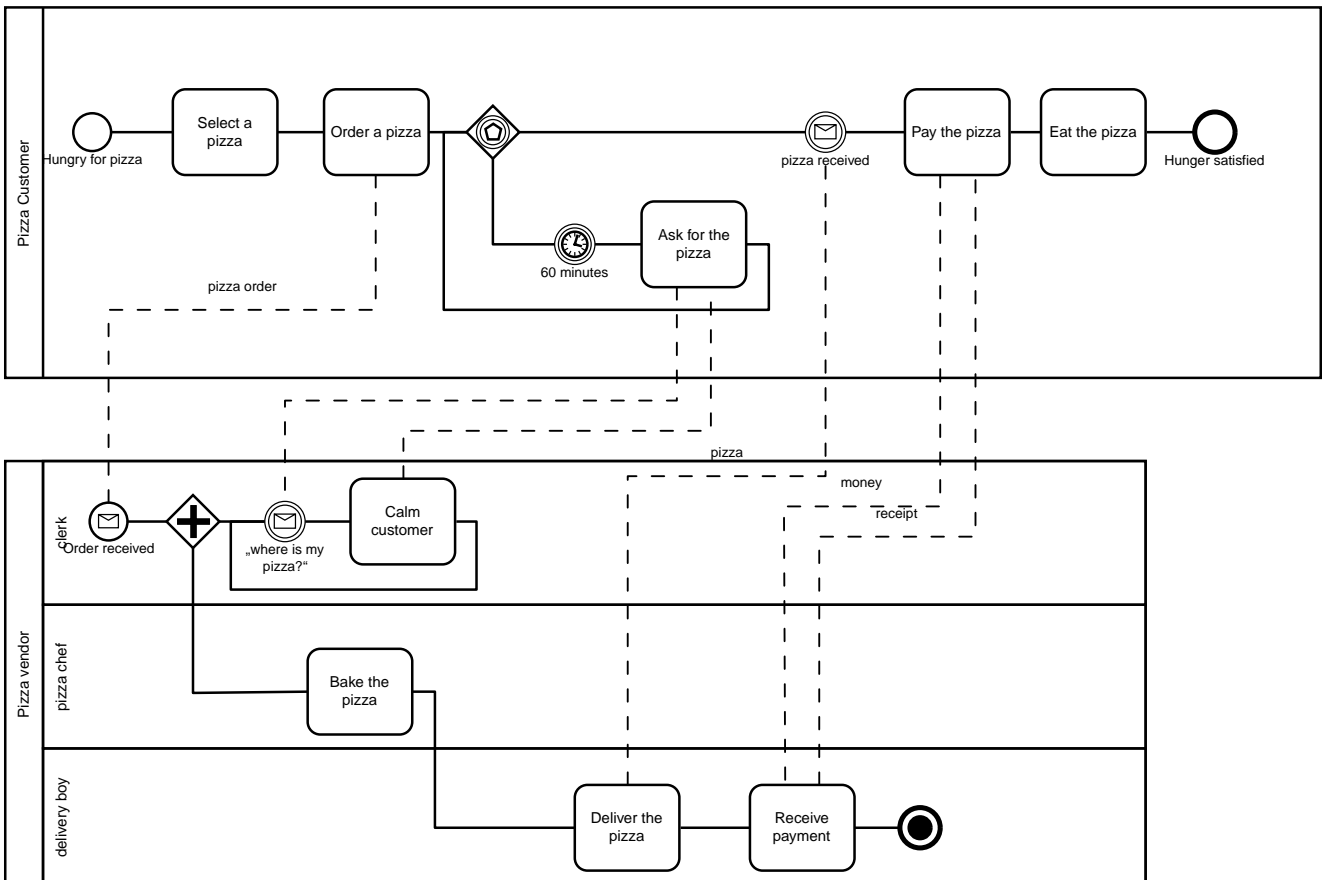 Pizza Customer
Hungry for pizza
Select a
pizza
Order a pizza
pizza received
Pay the pizza
Eat the pizza
Hunger satisfied
60 minutes
Ask for the
pizza
pizza order
pizza
money
receipt
Pizza vendor
clerk
Order received
„where is my
pizza?“
Calm
customer
pizza chef
Bake the
pizza
delivery boy
Deliver the
pizza
Receive
payment